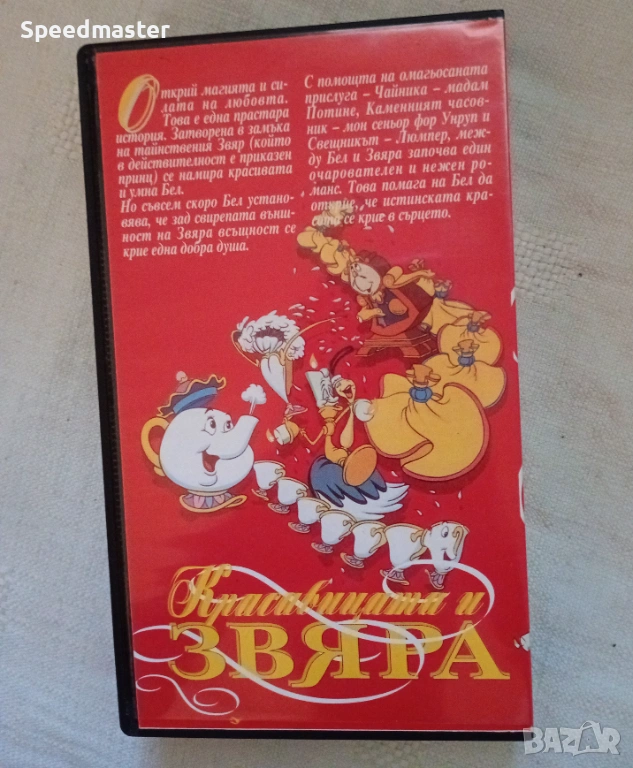 Speedmaster
Открий магията и си-
лата на любовта.
Това е една прастара
история. Затворена в замъка
на тайнствения Звяр (който
в действителност е приказен
принц) се намира красивата
и умна Бел.
Но съвсем скоро Бел устано-
вява, че зад свирепата външ-
ност на Звяра всъщност се
крие една добра душа.
С помощта на омагьосаната
прислуга – Чайника – мадам
Потине, Каменният часов-
ник – мон сеньор фор Унруп и
Свещникът – Люмпер, меж-
ду Бел и Звяра започва един
очарователен и нежен ро-
манс. Това помага на Бел да
открие, че истинската кра-
сота се крие в сърцето.
Красавицата и
ЗВЯРА
BAZAR